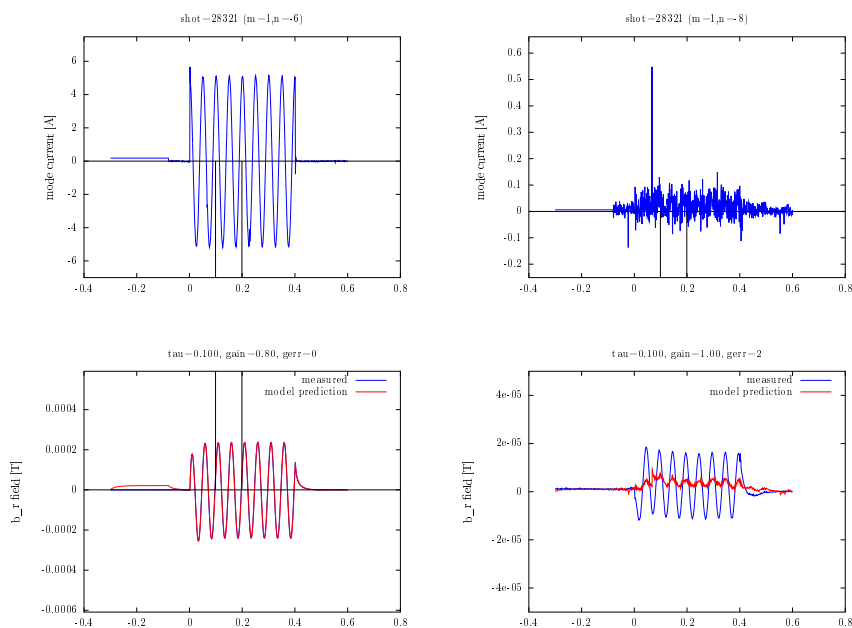 shot-28321 (m-1,n--6)
mode current [A]
6
4
2
0
-2
-4
-6
-0.4 -0.2 0 0.2 0.4 0.6 0.8
shot-28321 (m-1,n--8)
mode current [A]
0.6
0.5
0.4
0.3
0.2
0.1
0
-0.1
-0.2
-0.4 -0.2 0 0.2 0.4 0.6 0.8
tau-0.100, gain-0.80, gerr-0
measured
model prediction
b_r field [T]
0.0004
0.0002
0
-0.0002
-0.0004
-0.0006
-0.4 -0.2 0 0.2 0.4 0.6 0.8
tau-0.100, gain-1.00, gerr-2
measured
model prediction
b_r field [T]
4e-05
2e-05
0
-2e-05
-4e-05
-0.4 -0.2 0 0.2 0.4 0.6 0.8